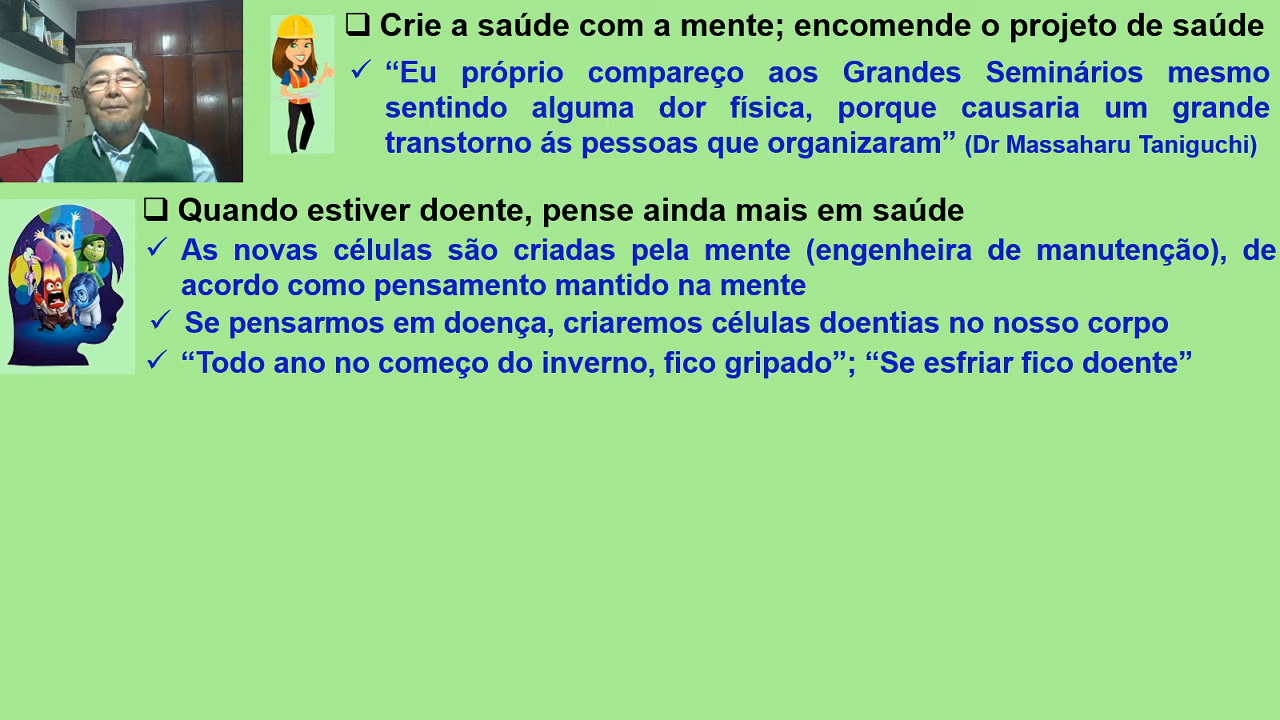 ❑ Crie a saúde com a mente; encomende o projeto de saúde
✓ “Eu próprio compareço aos Grandes Seminários mesmo
sentindo alguma dor física, porque causaria um grande
transtorno ás pessoas que organizaram” (Dr Massaharu Taniguchi)
❑ Quando estiver doente, pense ainda mais em saúde
✓ As novas células são criadas pela mente (engenheira de manutenção), de
acordo como pensamento mantido na mente
✓ Se pensarmos em doença, criaremos células doentias no nosso corpo
✓ “Todo ano no começo do inverno, fico gripado”; “Se esfriar fico doente”